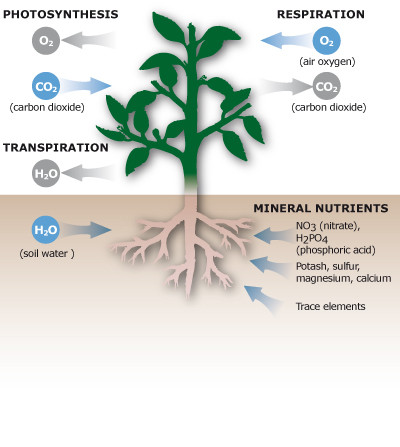 PHOTOSYNTHESIS
O2
CO2
(carbon dioxide)
TRANSPIRATION
H2O
H2O
(soil water )
RESPIRATION
O2
(air oxygen)
CO2
(carbon dioxide)
MINERAL NUTRIENTS
NO3 (nitrate),
H2PO4
(phosphoric acid)
Potash, sulfur,
magnesium, calcium
Trace elements